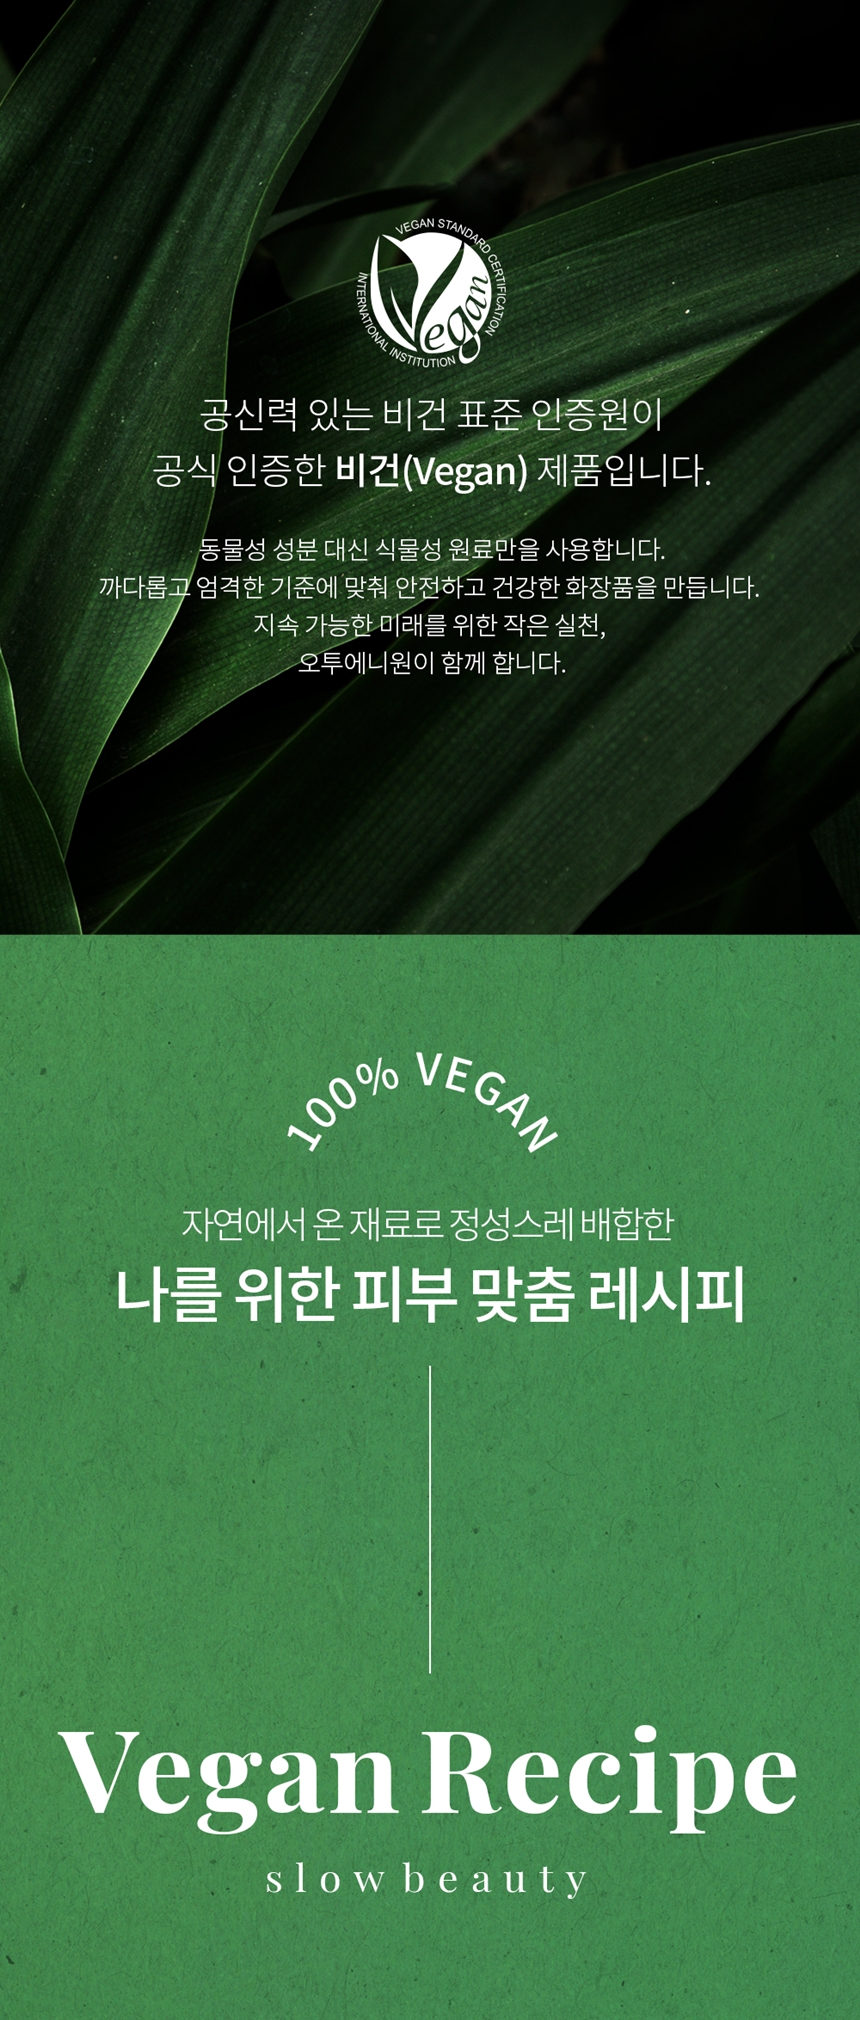 VEGAN STANDARD CERTIFICATION
INTERNATIONAL INSTITUTION
Vegan
공신력 있는 비건 표준 인증원이
공식 인증한 비건(Vegan) 제품입니다.
동물성 성분 대신 식물성 원료만을 사용합니다.
까다롭고 엄격한 기준에 맞춰 안전하고 건강한 화장품을 만듭니다.
지속 가능한 미래를 위한 작은 실천,
오투에니원이 함께 합니다.
100% VEGAN
자연에서 온 재료로 정성스레 배합한
나를 위한 피부 맞춤 레시피
Vegan Recipe
slow beauty